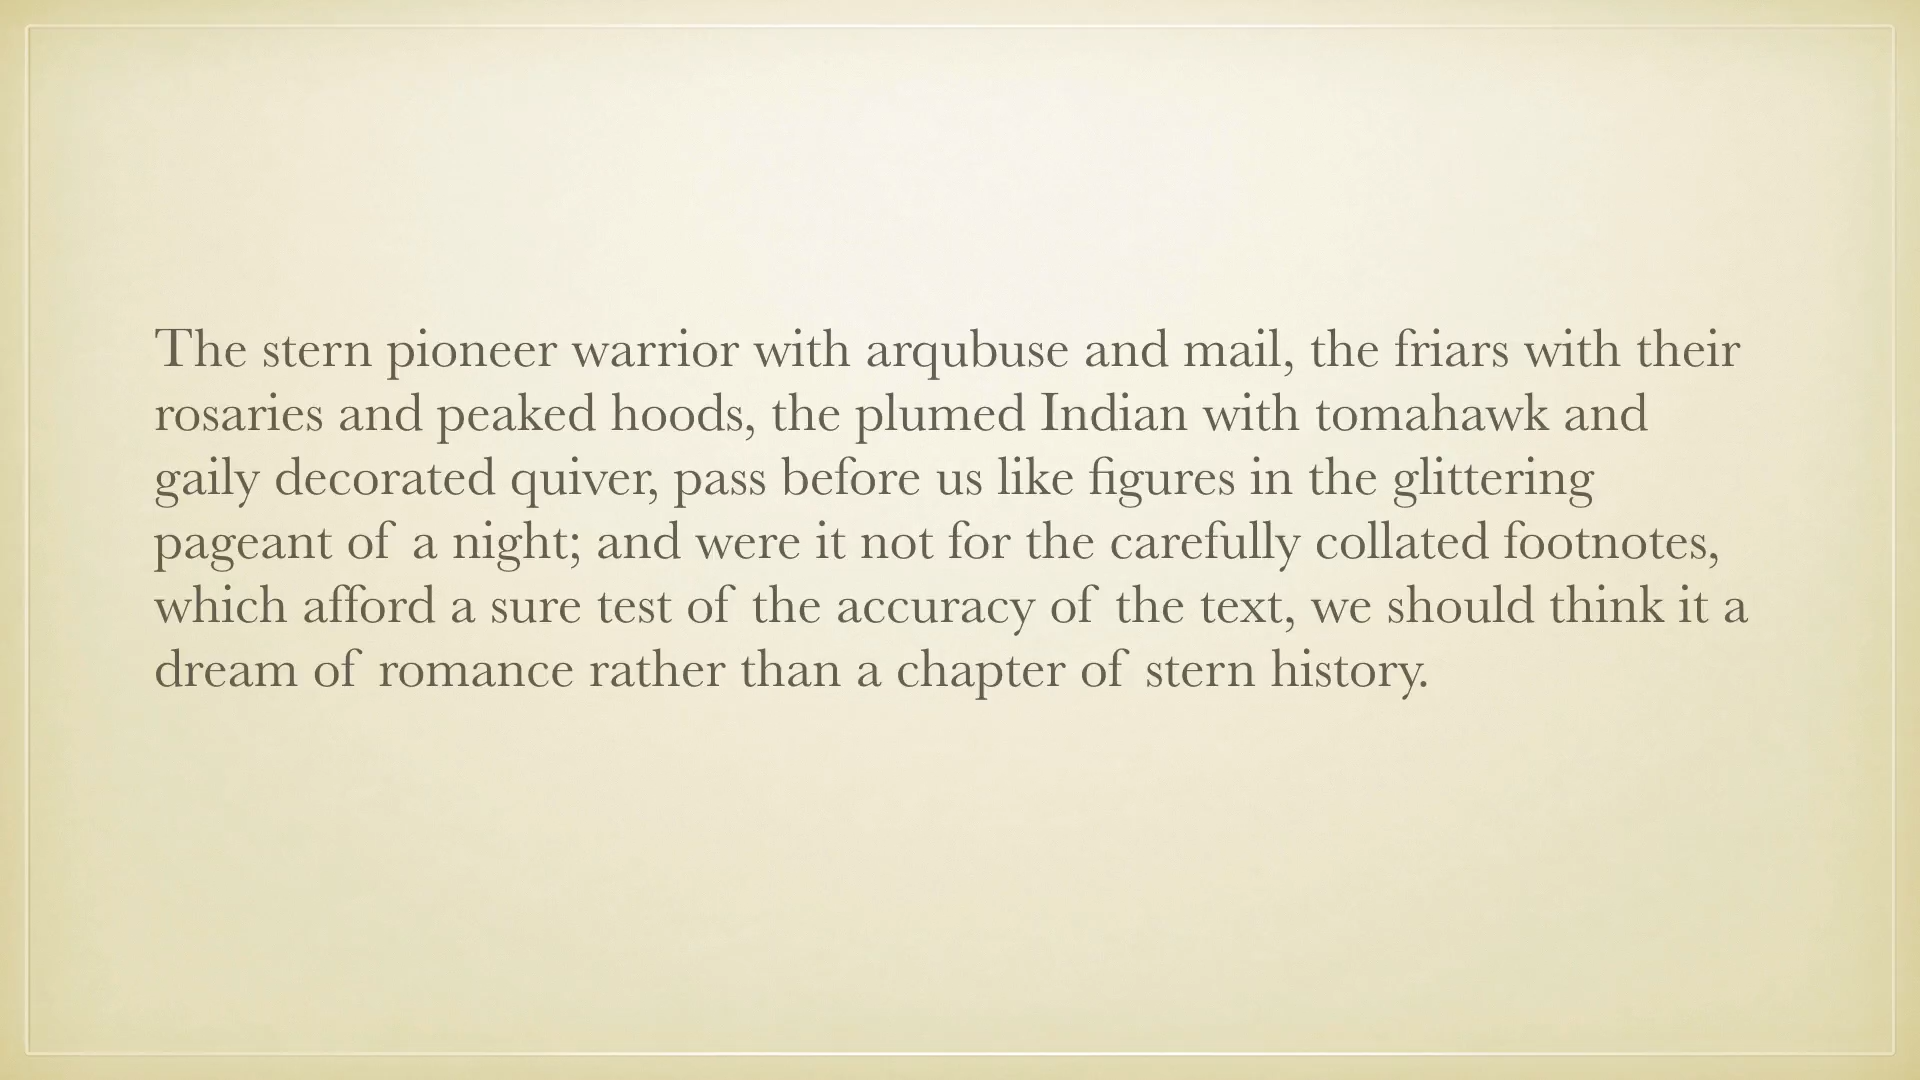 The stern pioneer warrior with arqubuse and mail, the friars with their
rosaries and peaked hoods, the plumed Indian with tomahawk and
gaily decorated quiver, pass before us like figures in the glittering
pageant of a night; and were it not for the carefully collated footnotes,
which afford a sure test of the accuracy of the text, we should think it a
dream of romance rather than a chapter of stern history.